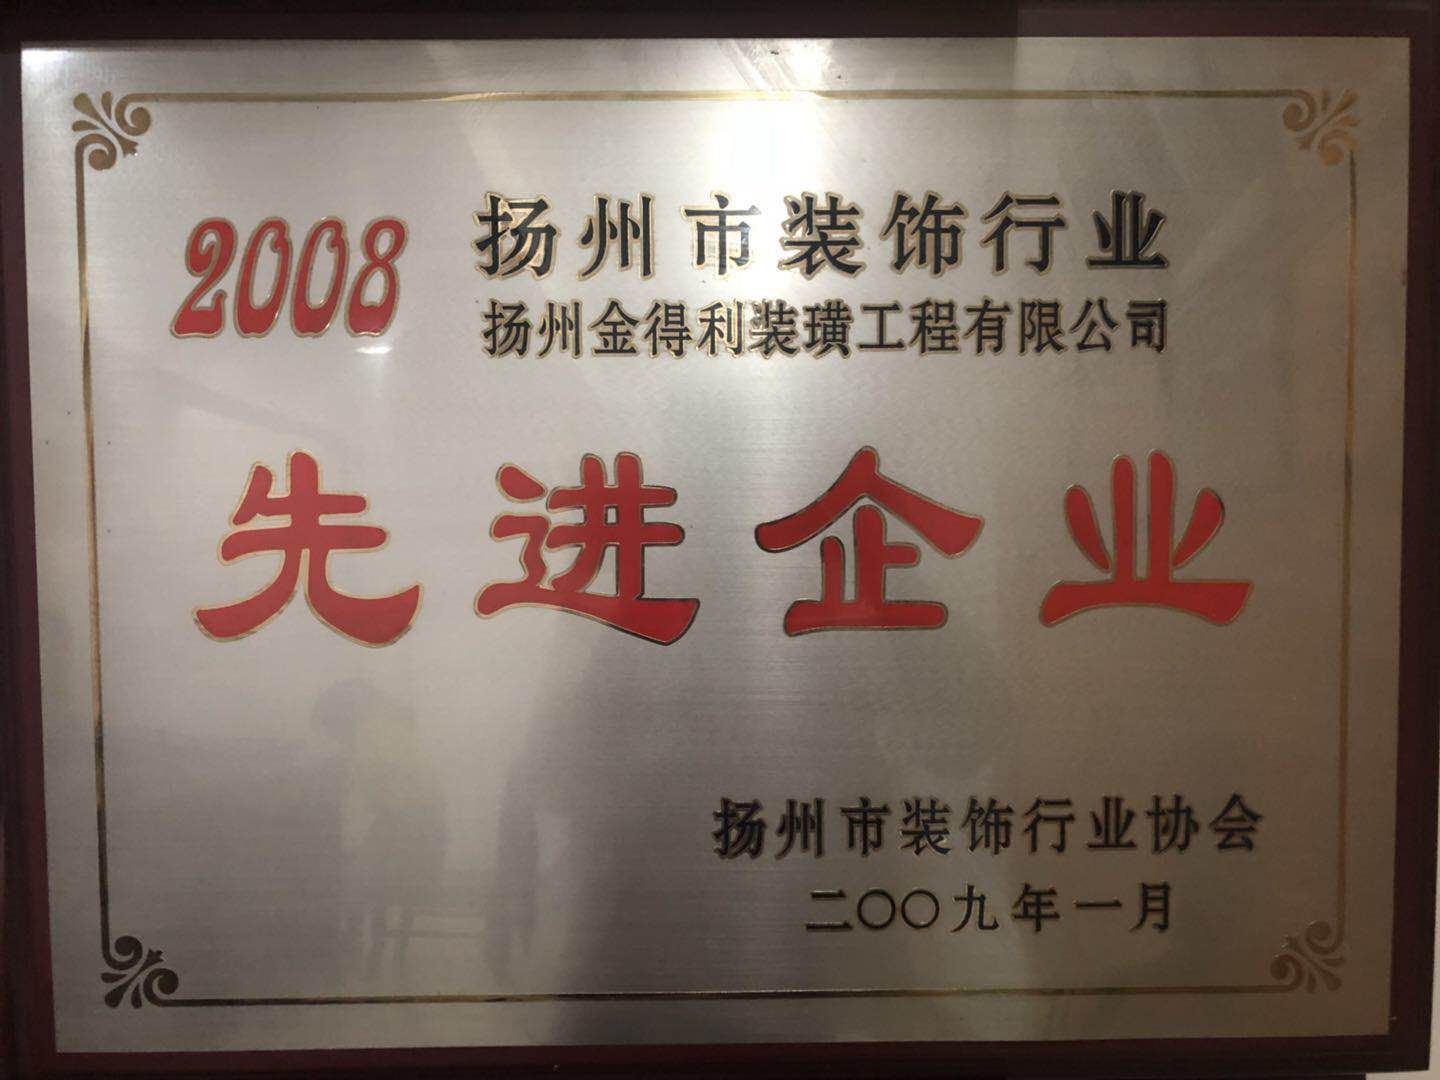 2008 扬州市装饰行业
扬州金得利装璜工程有限公司
先进企业
扬州市装饰行业协会
二〇〇九年一月